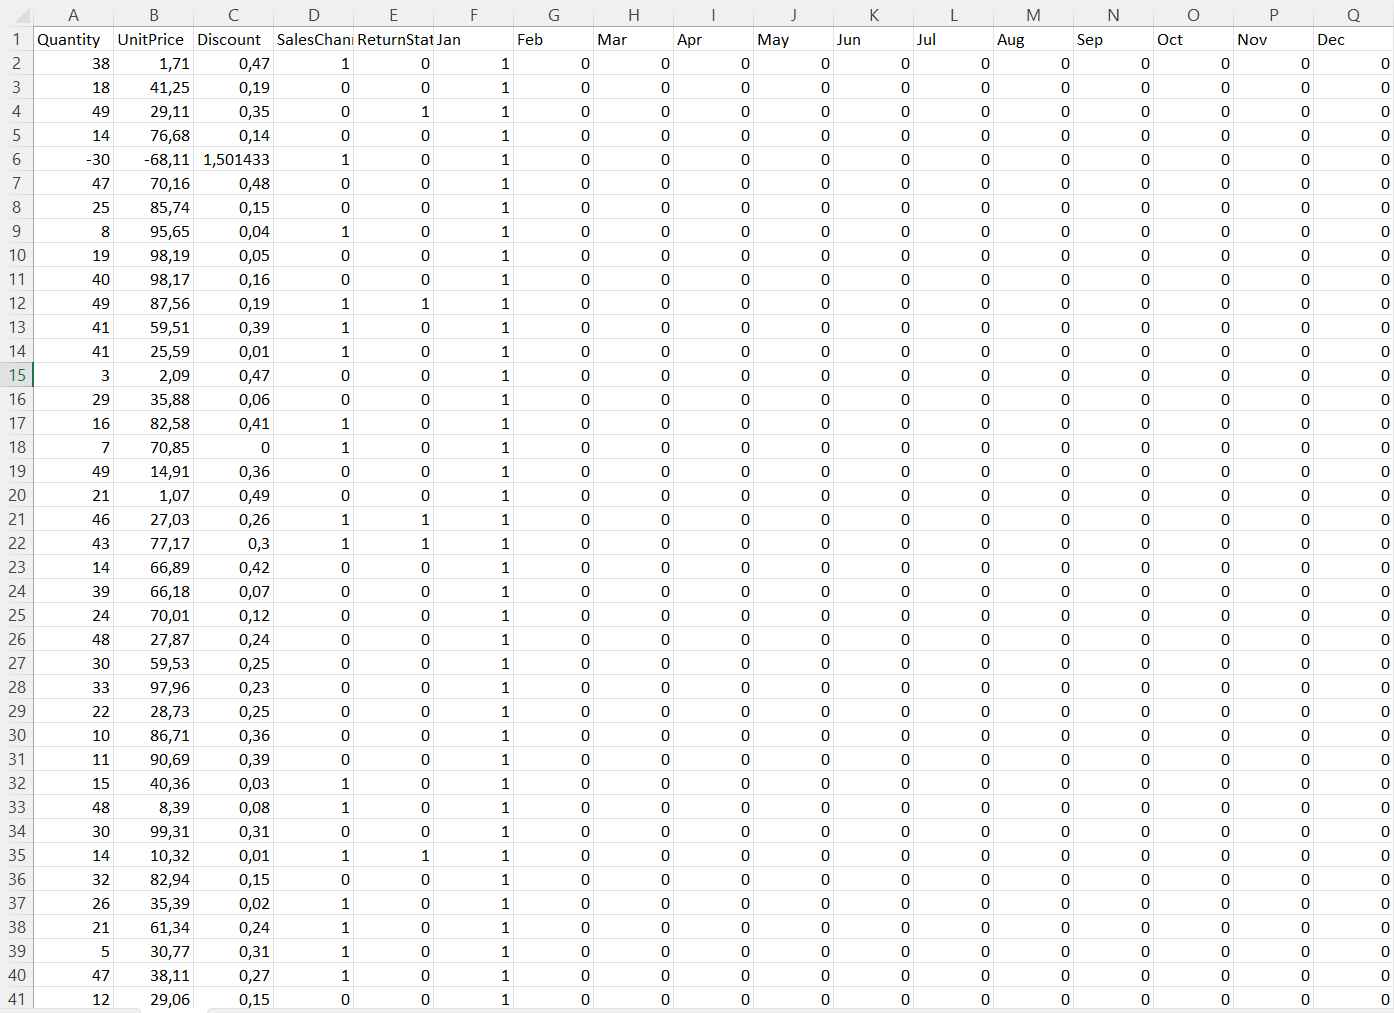 A B C D E F G H I J K L M N O P Q
1 Quantity UnitPrice Discount SalesChani ReturnStat Jan Feb Mar Apr May Jun Jul Aug Sep Oct Nov Dec
2 38 1,71 0,47 1 0 1 0 0 0 0 0 0 0 0 0 0 0
3 18 41,25 0,19 0 0 1 0 0 0 0 0 0 0 0 0 0 0
4 49 29,11 0,35 0 1 1 0 0 0 0 0 0 0 0 0 0 0
5 14 76,68 0,14 0 0 1 0 0 0 0 0 0 0 0 0 0 0
6 -30 -68,11 1,501433 1 0 1 0 0 0 0 0 0 0 0 0 0 0
7 47 70,16 0,48 0 0 1 0 0 0 0 0 0 0 0 0 0 0
8 25 85,74 0,15 0 0 1 0 0 0 0 0 0 0 0 0 0 0
9 8 95,65 0,04 1 0 1 0 0 0 0 0 0 0 0 0 0 0
10 19 98,19 0,05 0 0 1 0 0 0 0 0 0 0 0 0 0 0
11 40 98,17 0,16 0 0 1 0 0 0 0 0 0 0 0 0 0 0
12 49 87,56 0,19 1 1 1 0 0 0 0 0 0 0 0 0 0 0
13 41 59,51 0,39 1 0 1 0 0 0 0 0 0 0 0 0 0 0
14 41 25,59 0,01 1 0 1 0 0 0 0 0 0 0 0 0 0 0
15 3 2,09 0,47 0 0 1 0 0 0 0 0 0 0 0 0 0 0
16 29 35,88 0,06 0 0 1 0 0 0 0 0 0 0 0 0 0 0
17 16 82,58 0,41 1 0 1 0 0 0 0 0 0 0 0 0 0 0
18 7 70,85 0 1 0 1 0 0 0 0 0 0 0 0 0 0 0
19 49 14,91 0,36 0 0 1 0 0 0 0 0 0 0 0 0 0 0
20 21 1,07 0,49 0 0 1 0 0 0 0 0 0 0 0 0 0 0
21 46 27,03 0,26 1 1 1 0 0 0 0 0 0 0 0 0 0 0
22 43 77,17 0,3 1 1 1 0 0 0 0 0 0 0 0 0 0 0
23 14 66,89 0,42 0 0 1 0 0 0 0 0 0 0 0 0 0 0
24 39 66,18 0,07 0 0 1 0 0 0 0 0 0 0 0 0 0 0
25 24 70,01 0,12 0 0 1 0 0 0 0 0 0 0 0 0 0 0
26 48 27,87 0,24 0 0 1 0 0 0 0 0 0 0 0 0 0 0
27 30 59,53 0,25 0 0 1 0 0 0 0 0 0 0 0 0 0 0
28 33 97,96 0,23 0 0 1 0 0 0 0 0 0 0 0 0 0 0
29 22 28,73 0,25 0 0 1 0 0 0 0 0 0 0 0 0 0 0
30 10 86,71 0,36 0 0 1 0 0 0 0 0 0 0 0 0 0 0
31 11 90,69 0,39 0 0 1 0 0 0 0 0 0 0 0 0 0 0
32 15 40,36 0,03 1 0 1 0 0 0 0 0 0 0 0 0 0 0
33 48 8,39 0,08 1 0 1 0 0 0 0 0 0 0 0 0 0 0
34 30 99,31 0,31 0 0 1 0 0 0 0 0 0 0 0 0 0 0
35 14 10,32 0,01 1 1 1 0 0 0 0 0 0 0 0 0 0 0
36 32 82,94 0,15 0 0 1 0 0 0 0 0 0 0 0 0 0 0
37 26 35,39 0,02 1 0 1 0 0 0 0 0 0 0 0 0 0 0
38 21 61,34 0,24 1 0 1 0 0 0 0 0 0 0 0 0 0 0
39 5 30,77 0,31 1 0 1 0 0 0 0 0 0 0 0 0 0 0
40 47 38,11 0,27 1 0 1 0 0 0 0 0 0 0 0 0 0 0
41 12 29,06 0,15 0 0 1 0 0 0 0 0 0 0 0 0 0 0